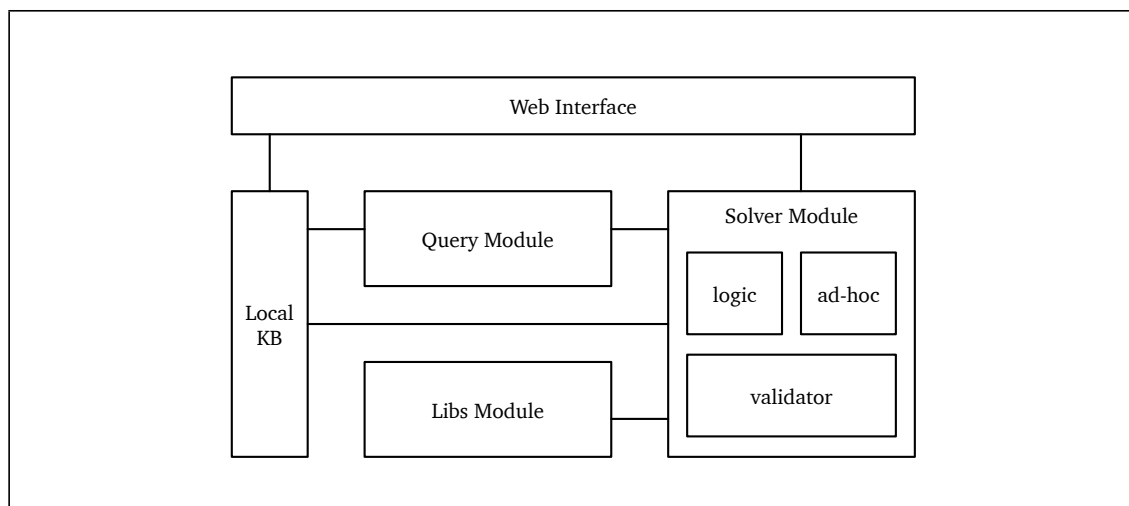 Web Interface
Solver Module
Query Module
logic
ad-hoc
Local
KB
validator
Libs Module